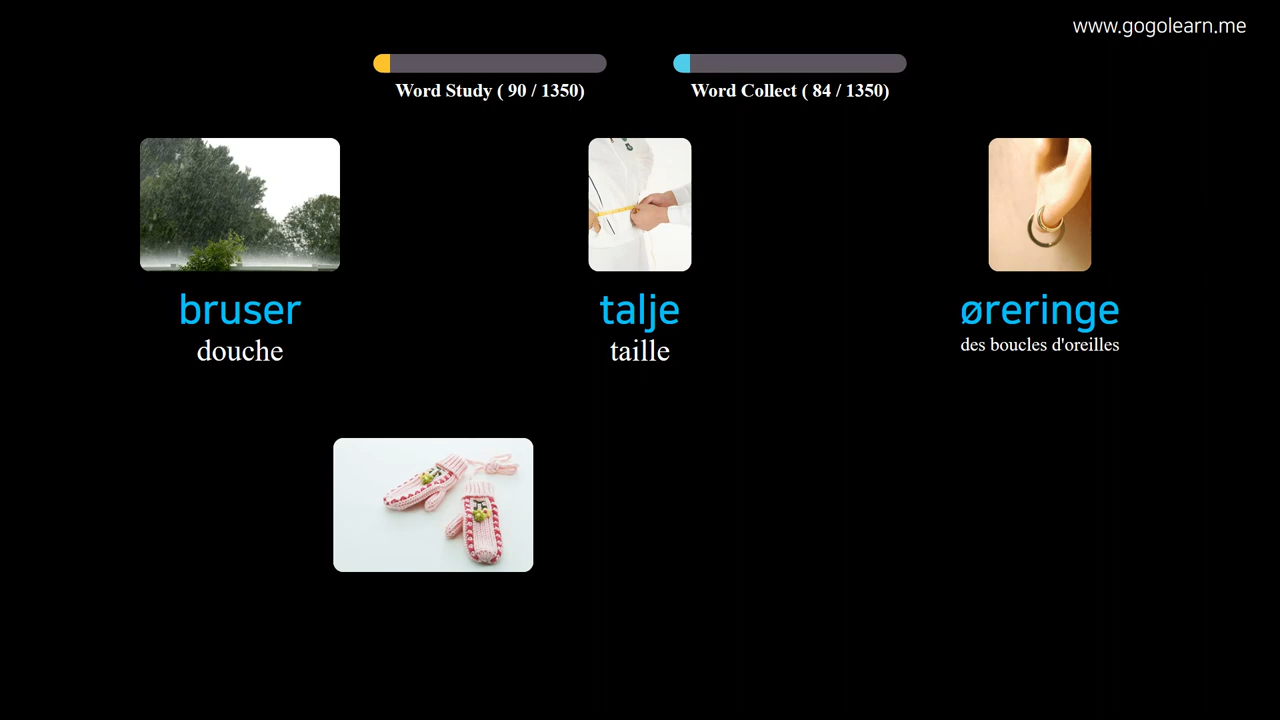 www.gogolearn.me
Word Study ( 90 / 1350)
Word Collect ( 84 / 1350)
bruser
douche
talje
taille
øreringe
des boucles d'oreilles